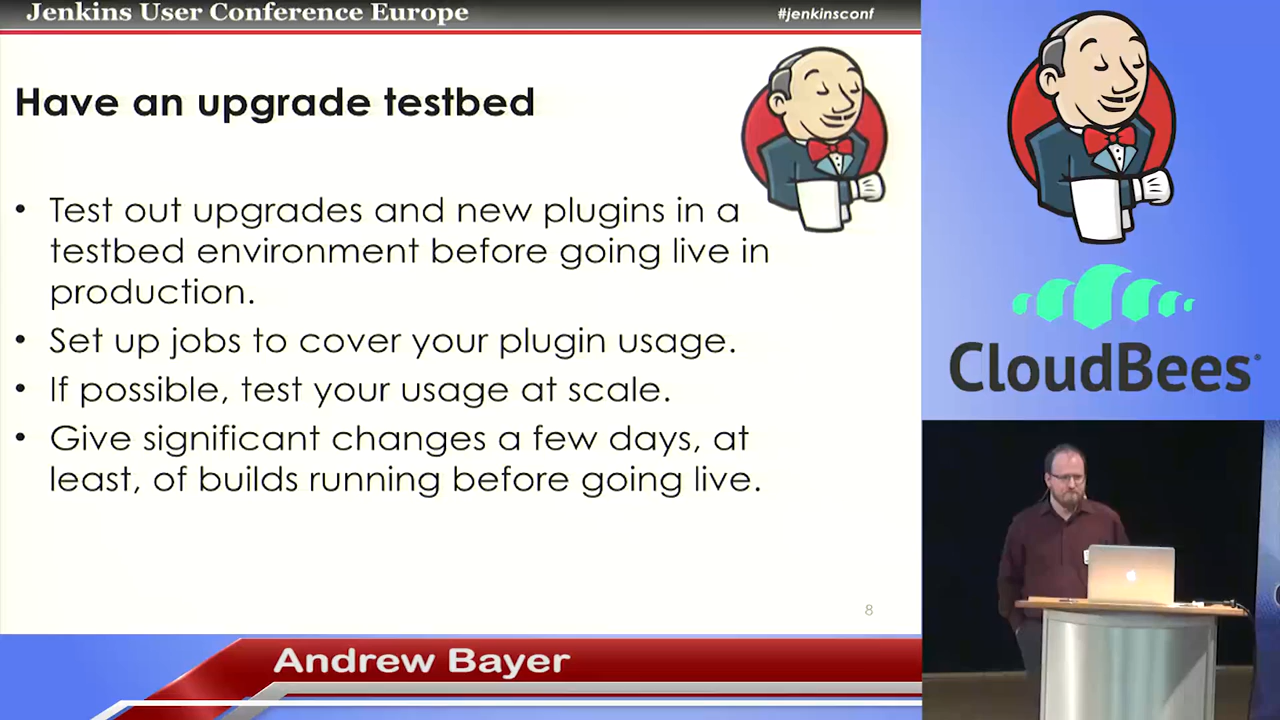 Jenkins User Conference Europe
#jenkinsconf
Have an upgrade testbed
• Test out upgrades and new plugins in a
testbed environment before going live in
production.
• Set up jobs to cover your plugin usage.
• If possible, test your usage at scale.
• Give significant changes a few days, at
least, of builds running before going live.
8
CloudBees
Andrew Bayer